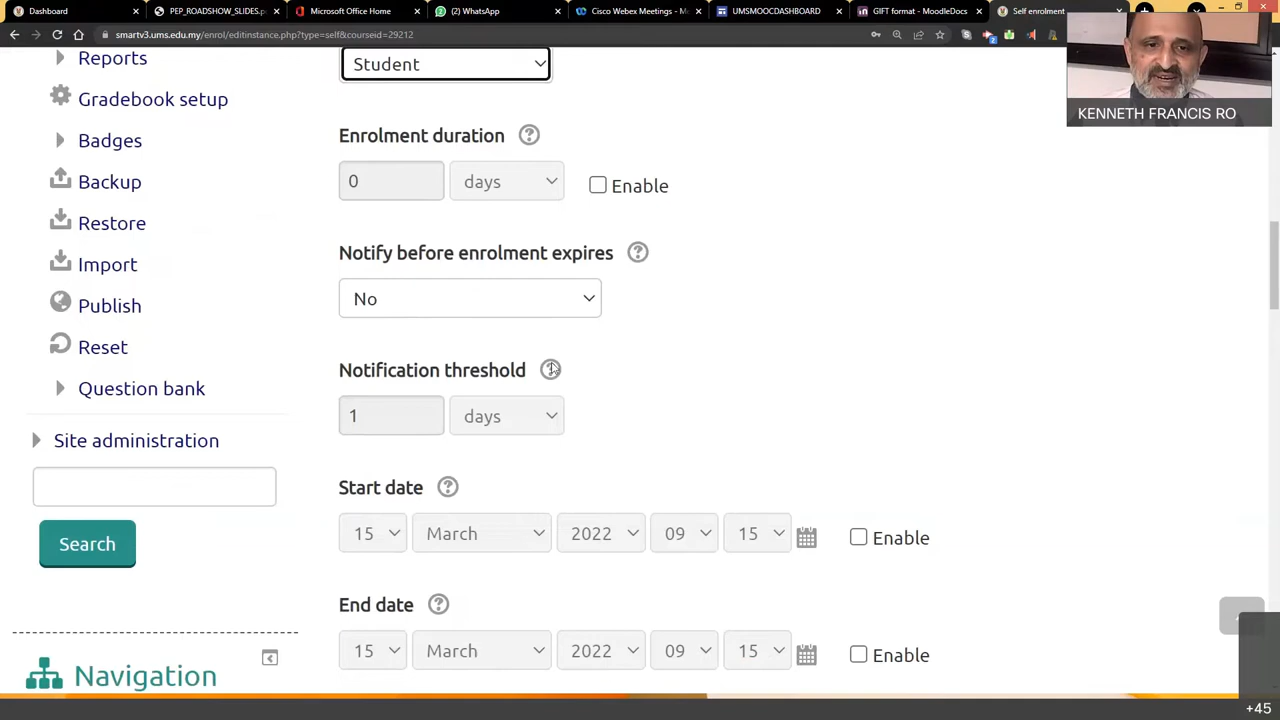 Dashboard
PEP_ROADSHOW_SLIDES.p
Microsoft Office Home
(2) WhatsApp
Cisco Webex Meetings - M
UMSMOOCDASHBOARD
GIFT format - MoodleDocs
Self enrolment
smartv3.ums.edu.my/enrol/editinstance.php?type=self&courseid=29212
KENNETH FRANCIS RO
Reports
Gradebook setup
Badges
Backup
Restore
Import
Publish
Reset
Question bank
Site administration
Search
Navigation
Student
Enrolment duration
0 days Enable
Notify before enrolment expires
No
Notification threshold
1 days
Start date
15 March 2022 09 15 Enable
End date
15 March 2022 09 15 Enable
+45